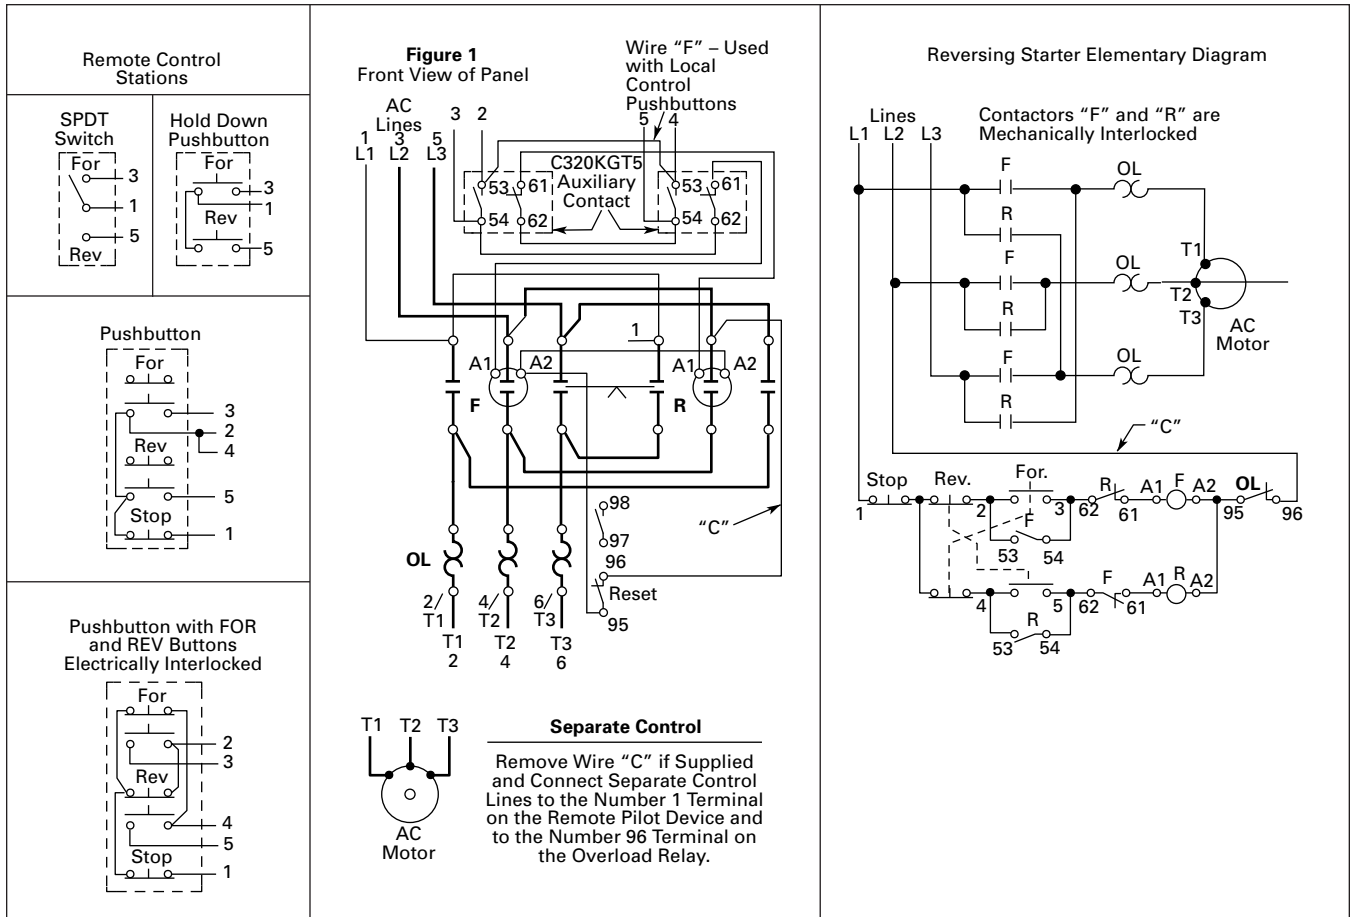 Remote Control
Stations
SPDT
Switch
For
3
1
5
Rev
Hold Down
Pushbutton
For
3
1
Rev
5
Pushbutton
For
3
2
Rev
4
5
Stop
1
Pushbutton with FOR
and REV Buttons
Electrically Interlocked
For
2
3
Rev
4
5
Stop
1
Figure 1
Front View of Panel
Wire “F” – Used
with Local
Control
Pushbuttons
AC
Lines
1 3 5
L1 L2 L3
3 2
5 4
C320KGT5
Auxiliary
Contact
53 61
54 62
53 61
54 62
1
A1 A2
F
A1 A2
R
“C”
98
97
96
Reset
95
OL
2/ 4/ 6/
T1 T2 T3
T1 T2 T3
2 4 6
T1 T2 T3
AC
Motor
Separate Control
Remove Wire “C” if Supplied
and Connect Separate Control
Lines to the Number 1 Terminal
on the Remote Pilot Device and
to the Number 96 Terminal on
the Overload Relay.
Reversing Starter Elementary Diagram
Lines
L1 L2 L3
Contactors “F” and “R” are
Mechanically Interlocked
F OL
R
F OL
R
F OL
R
T1
T2
T3
AC
Motor
“C”
Stop Rev. For. R A1 F A2 OL
1 2 3 62 61 95 96
F
53 54
F A1 R A2
4 5 62 61
R
53 54